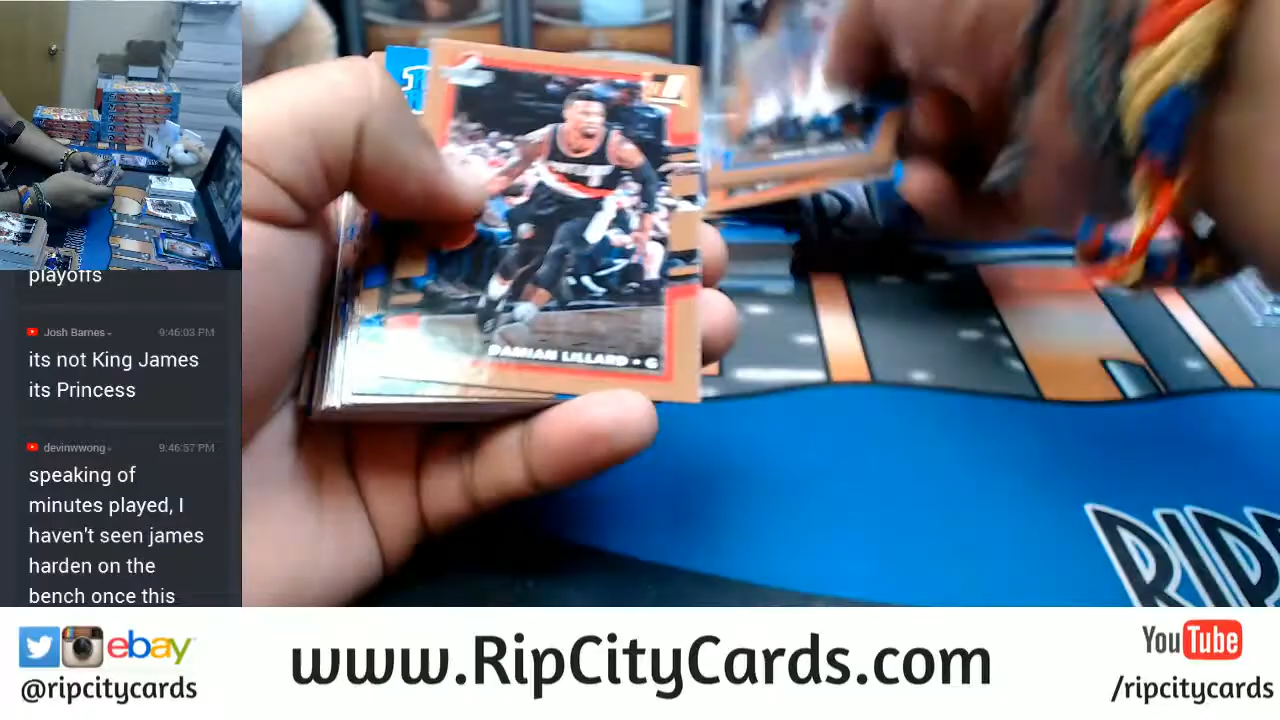 playoffs
Josh Barnes
9:46:03 PM
its not King James
its Princess
devinwwong
9:46:57 PM
speaking of
minutes played, I
haven't seen james
harden on the
bench once this
DAMIAN LILLARD • G
RIP
ebay
@ripcitycards
www.RipCityCards.com
YouTube
/ripcitycards